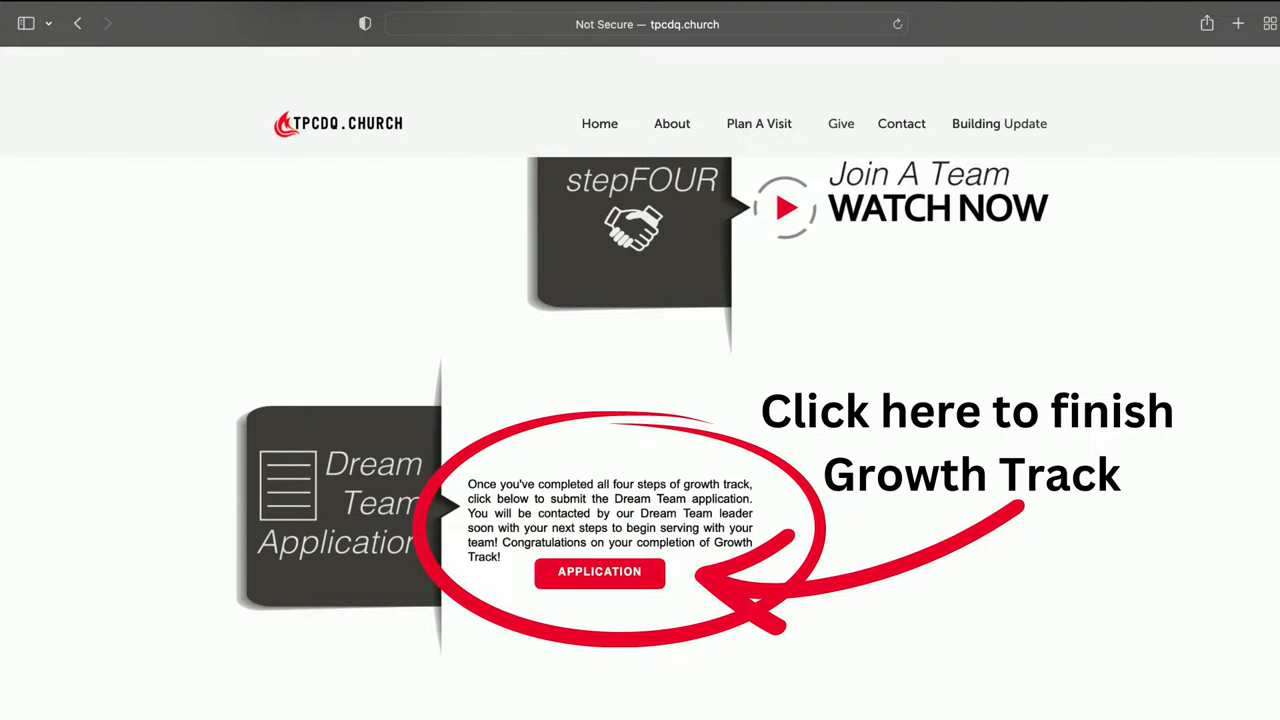 Not Secure — tpcdq.church
TPCDQ.CHURCH
Home About Plan A Visit Give Contact Building Update
stepFOUR
Join A Team
WATCH NOW
Click here to finish
Growth Track
Dream
Team
Application
Once you've completed all four steps of growth track,
click below to submit the Dream Team application.
You will be contacted by our Dream Team leader
soon with your next steps to begin serving with your
team! Congratulations on your completion of Growth
Track!
APPLICATION